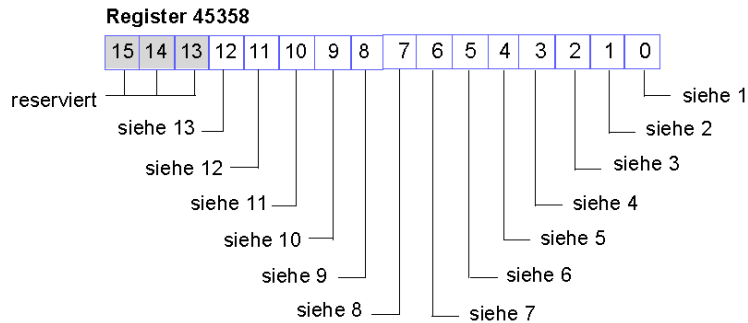 Register 45358
15 14 13 12 11 10 9 8 7 6 5 4 3 2 1 0
reserviert
siehe 1
siehe 13
siehe 2
siehe 12
siehe 3
siehe 11
siehe 4
siehe 10
siehe 5
siehe 9
siehe 6
siehe 8
siehe 7